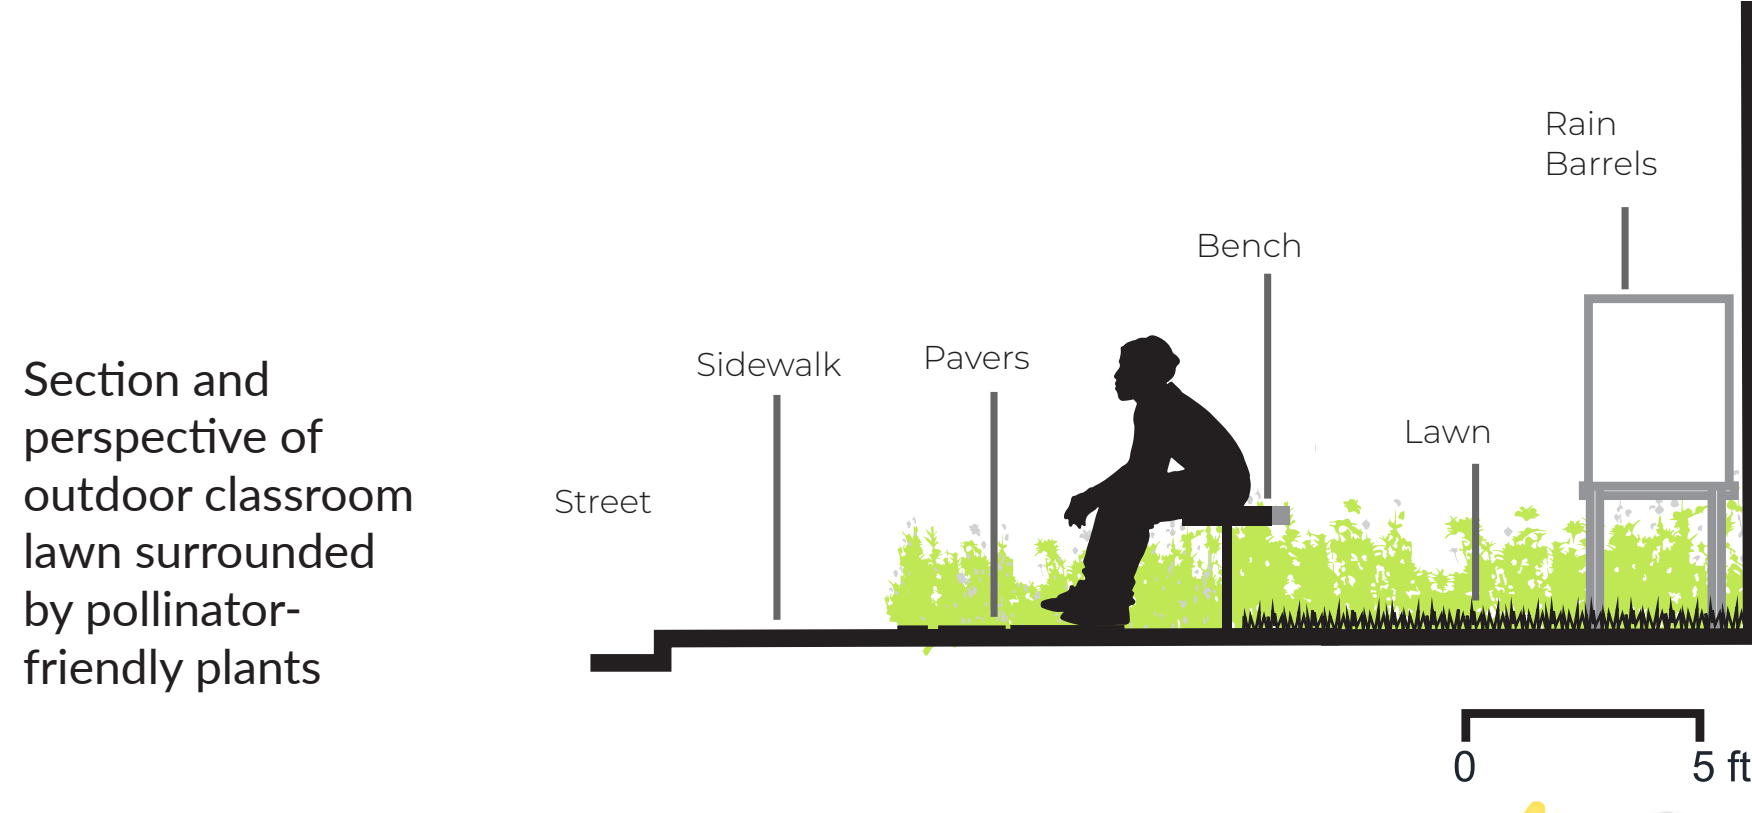 Rain
Barrels
Bench
Sidewalk
Pavers
Lawn
Street
Section and
perspective of
outdoor classroom
lawn surrounded
by pollinator-
friendly plants
0
5 ft